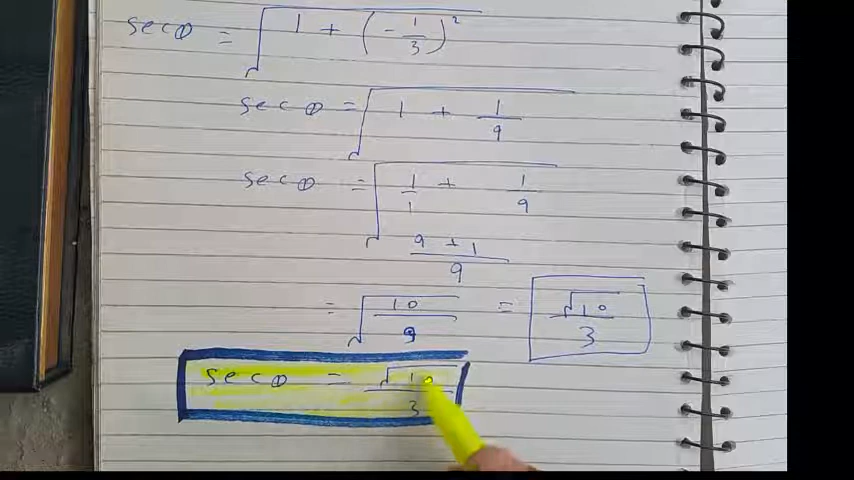 secθ = √(1 + (-1/3)²)
secθ = √(1 + 1/9)
secθ = √(1/1 + 1/9)
9 + 1 / 9
= √(10/9) = √10/3
secθ = √10/3